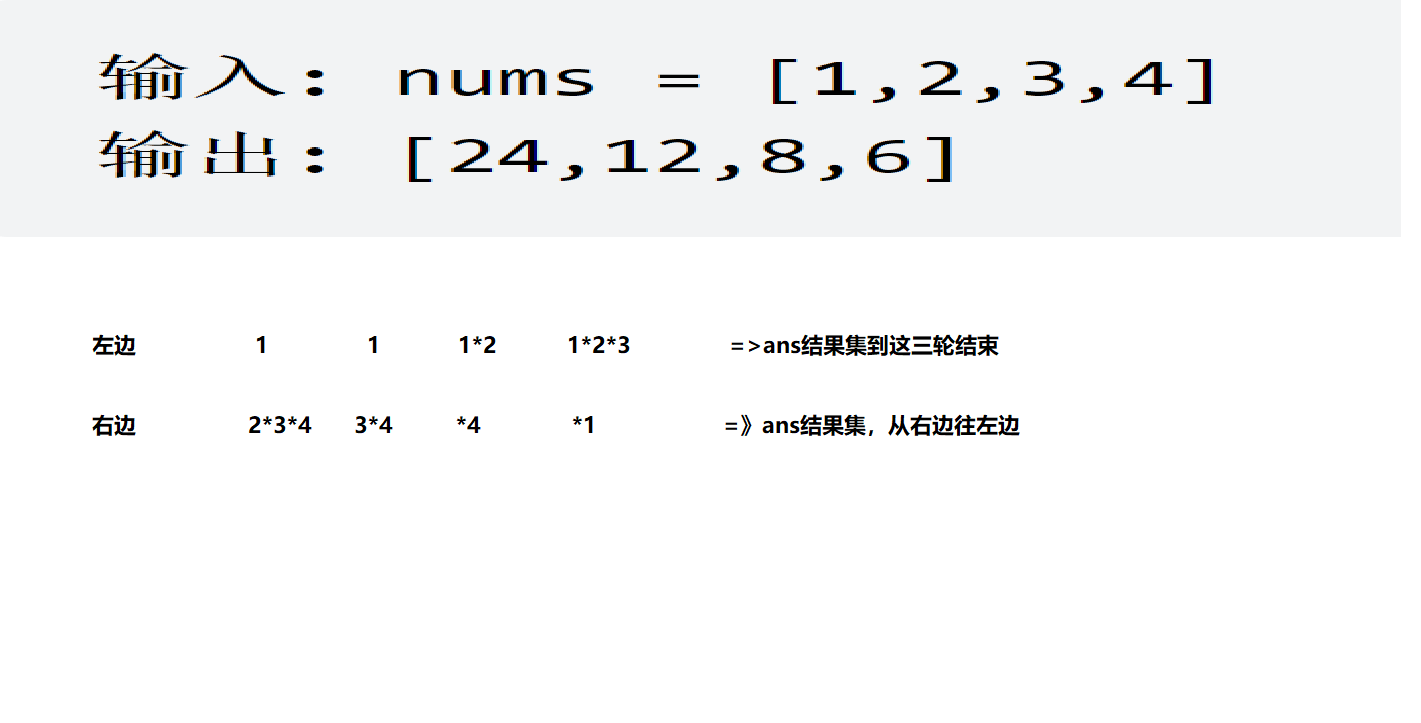 输入: nums = [1,2,3,4]
输出: [24,12,8,6]
左边 1 1 1*2 1*2*3 =>ans结果集到这三轮结束
右边 2*3*4 3*4 *4 *1 =》ans结果集，从右边往左边